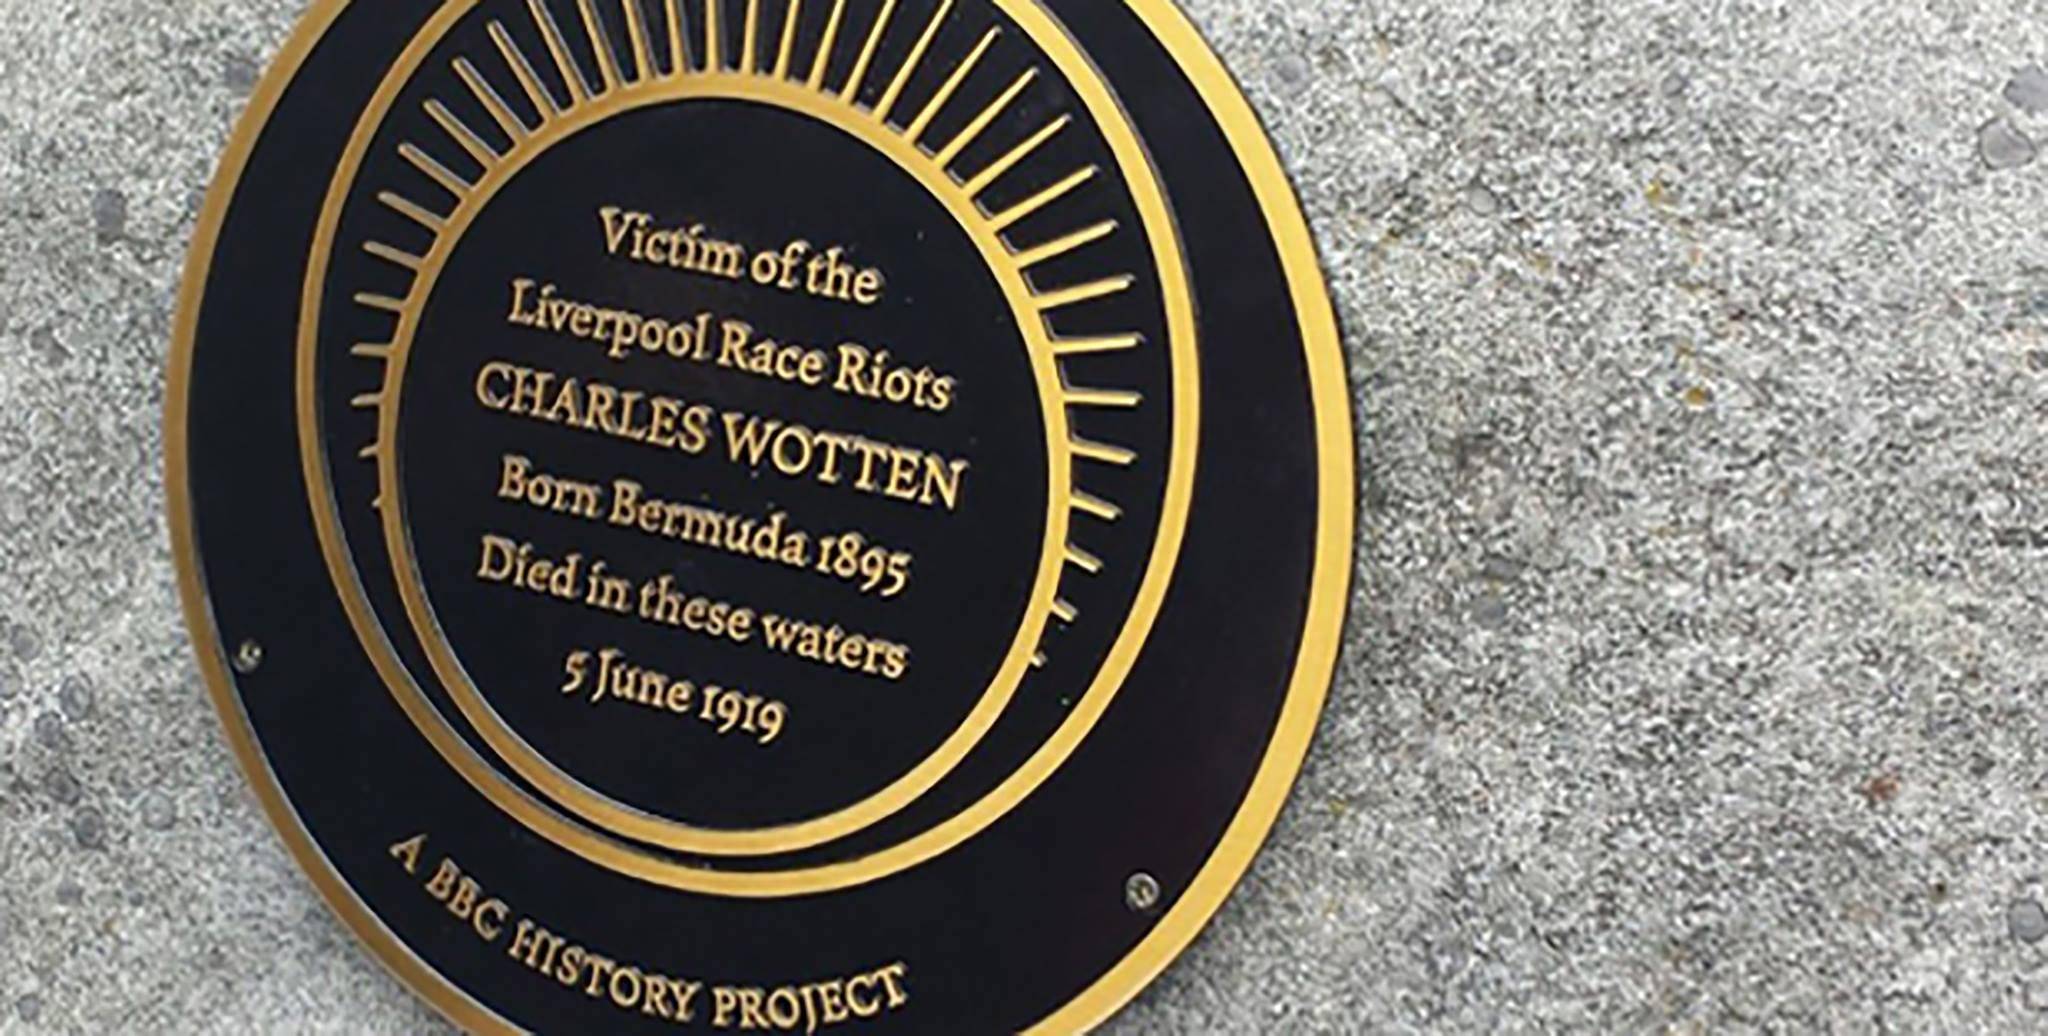 Victim of the
Liverpool Race Riots
CHARLES WOTTEN
Born Bermuda 1895
Died in these waters
5 June 1919
A BBC HISTORY PROJECT